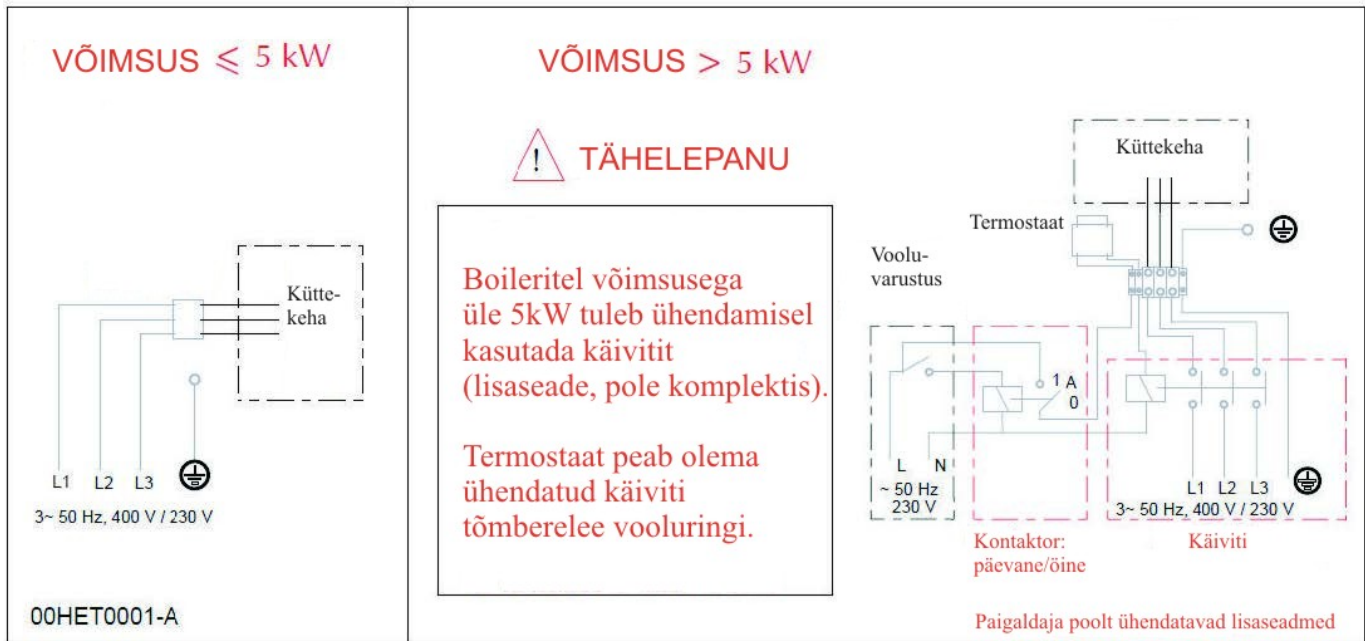 VÕIMSUS ⩽ 5 kW
Kütte-
keha
L1 L2 L3
3~ 50 Hz, 400 V / 230 V
00HET0001-A
VÕIMSUS > 5 kW
! TÄHELEPANU
Boileritel võimsusega
üle 5kW tuleb ühendamisel
kasutada käivitit
(lisaseade, pole komplektis).
Termostaat peab olema
ühendatud käiviti
tõmberelee vooluringi.
Küttekeha
Termostaat
Voolu-
varustus
1 A
0
L N
~ 50 Hz
230 V
L1 L2 L3
3~ 50 Hz, 400 V / 230 V
Kontaktor:
päevane/öine
Käiviti
Paigaldaja poolt ühendatavad lisaseadmed